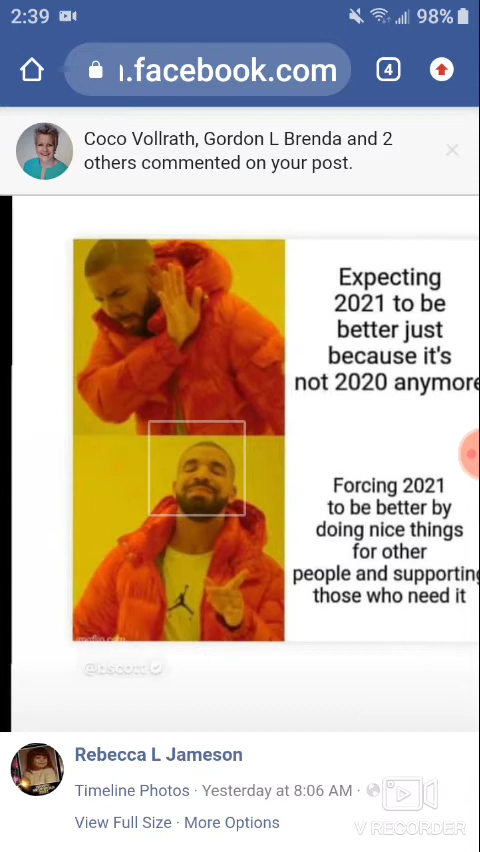 2:39 98%
ı.facebook.com 4
Coco Vollrath, Gordon L Brenda and 2
others commented on your post.
Expecting
2021 to be
better just
because it's
not 2020 anymore
Forcing 2021
to be better by
doing nice things
for other
people and supporting
those who need it
imgflip.com
@bscott
Rebecca L Jameson
Timeline Photos · Yesterday at 8:06 AM ·
View Full Size · More Options
V RECORDER